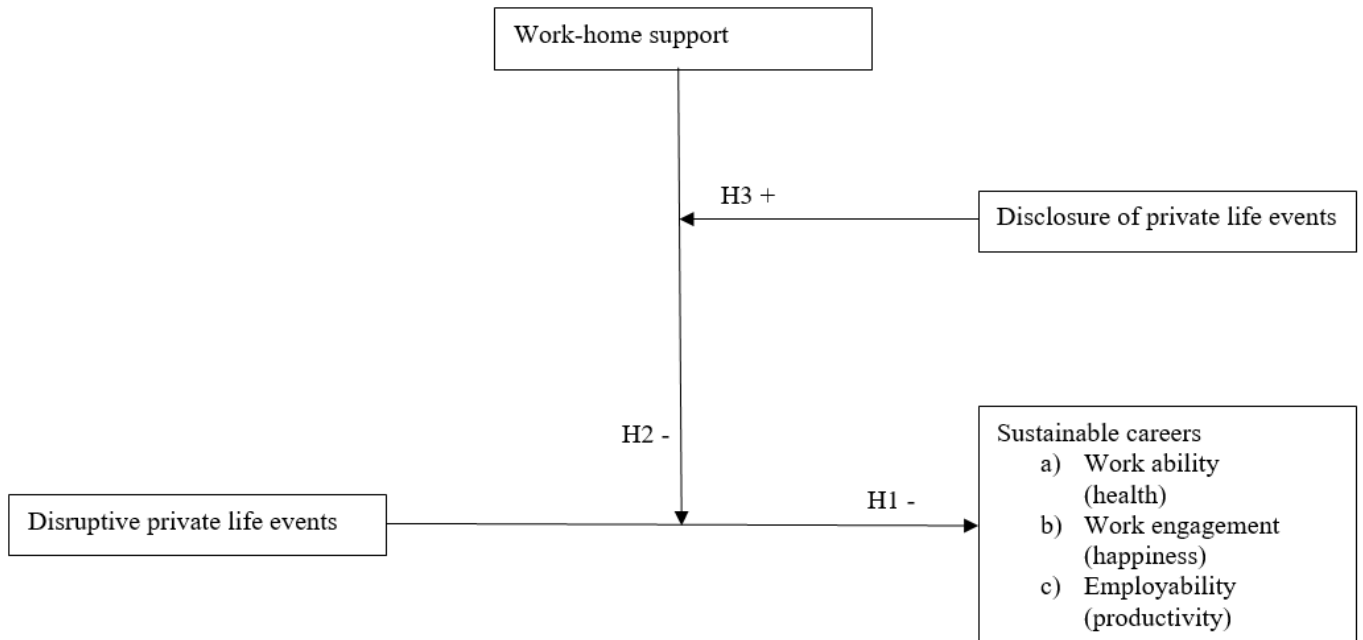 Work-home support
H3 +
Disclosure of private life events
H2 -
Disruptive private life events
H1 -
Sustainable careers
a) Work ability
(health)
b) Work engagement
(happiness)
c) Employability
(productivity)